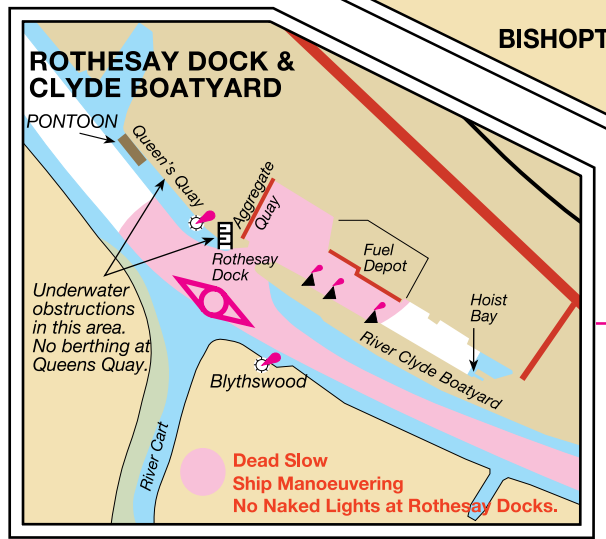 BISHOPT
ROTHESAY DOCK &
CLYDE BOATYARD
PONTOON
Queen's Quay
Aggregate
Quay
Rothesay
Dock
Fuel
Depot
Hoist
Bay
Underwater
obstructions
in this area.
No berthing at
Queens Quay.
River Clyde Boatyard
Blythswood
River Cart
Dead Slow
Ship Manoeuvering
No Naked Lights at Rothesay Docks.